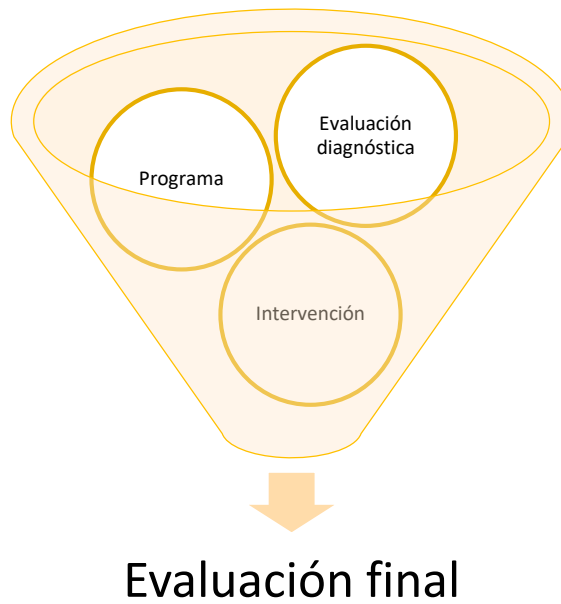 Evaluación
diagnóstica
Programa
Intervención
Evaluación final